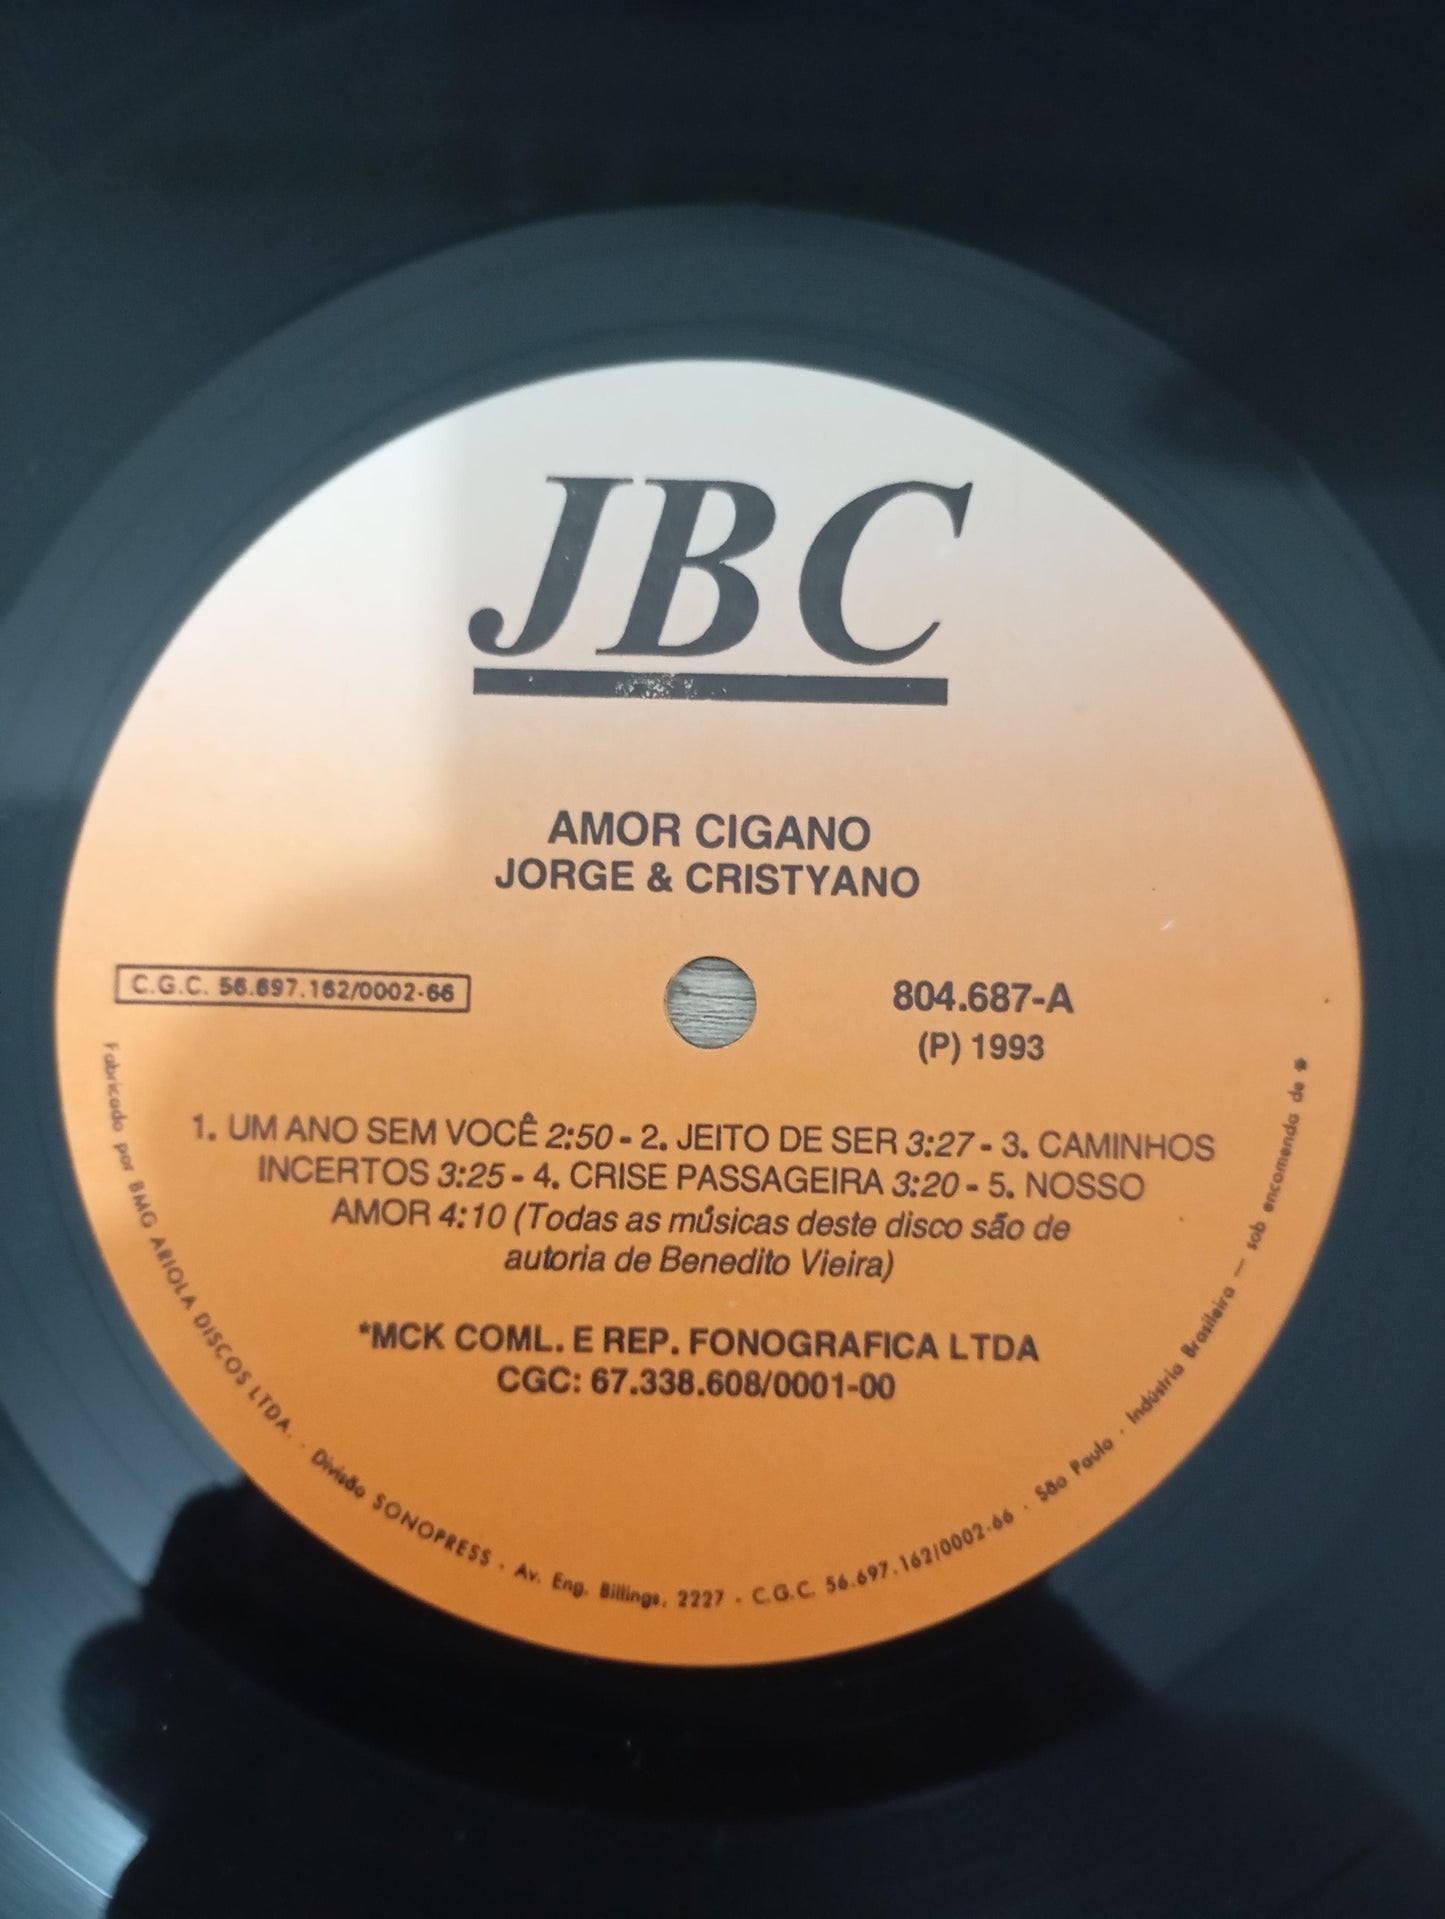 JBC
AMOR CIGANO
JORGE & CRISTYANO
C.G.C. 56.697.162/0002-66
804.687-A
(P) 1993
1. UM ANO SEM VOCÊ 2:50 - 2. JEITO DE SER 3:27 - 3. CAMINHOS
INCERTOS 3:25 - 4. CRISE PASSAGEIRA 3:20 - 5. NOSSO
AMOR 4:10 (Todas as músicas deste disco são de
autoria de Benedito Vieira)
*MCK COML. E REP. FONOGRAFICA LTDA
CGC: 67.338.608/0001-00
Fabricado por BMG ARIOLA DISCOS LTDA. · Divisão SONOPRESS · Av. Eng. Billings, 2227 · C.G.C. 56.697.162/0002-66 · São Paulo · Indústria Brasileira — sob encomenda de *